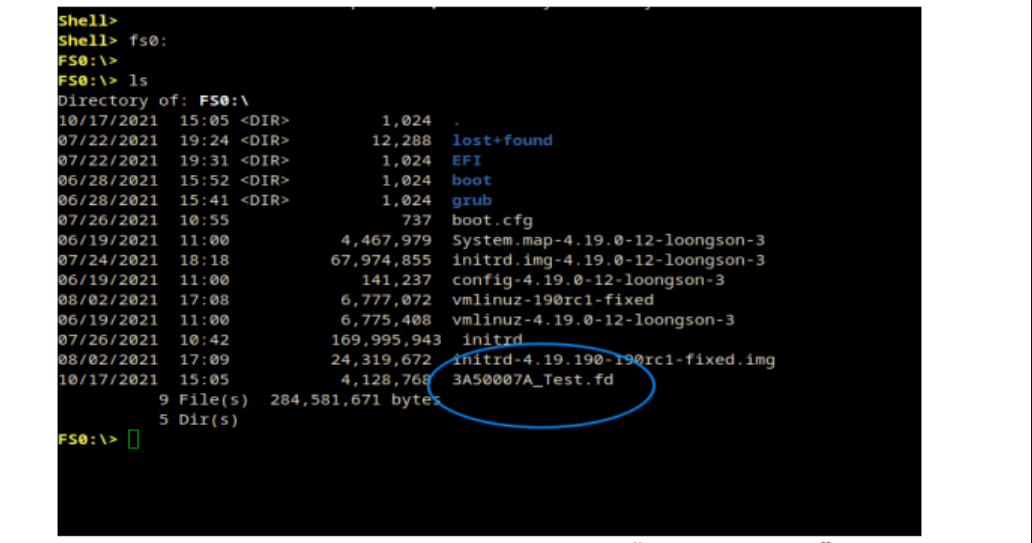 Shell>
Shell> fs0:
FS0:\>
FS0:\> ls
Directory of: FS0:\
10/17/2021 15:05 <DIR> 1,024 .
07/22/2021 19:24 <DIR> 12,288 lost+found
07/22/2021 19:31 <DIR> 1,024 EFI
06/28/2021 15:52 <DIR> 1,024 boot
06/28/2021 15:41 <DIR> 1,024 grub
07/26/2021 10:55 737 boot.cfg
06/19/2021 11:00 4,467,979 System.map-4.19.0-12-loongson-3
07/24/2021 18:18 67,974,855 initrd.img-4.19.0-12-loongson-3
06/19/2021 11:00 141,237 config-4.19.0-12-loongson-3
08/02/2021 17:08 6,777,072 vmlinuz-190rc1-fixed
06/19/2021 11:00 6,775,408 vmlinuz-4.19.0-12-loongson-3
07/26/2021 10:42 169,995,943 initrd
08/02/2021 17:09 24,319,672 initrd-4.19.190-190rc1-fixed.img
10/17/2021 15:05 4,128,768 3A50007A_Test.fd
9 File(s) 284,581,671 bytes
5 Dir(s)
FS0:\>